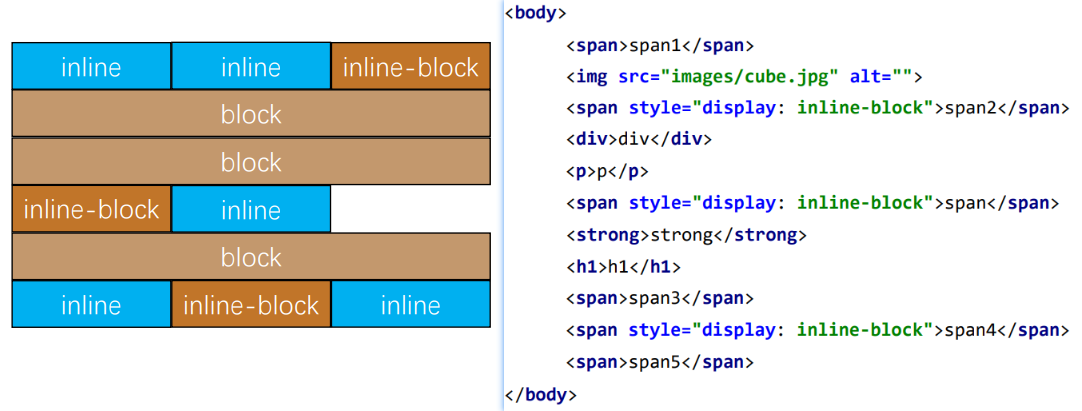 inline inline inline-block
block
block
inline-block inline
block
inline inline-block inline
<body>
<span>span1</span>
<img src="images/cube.jpg" alt="">
<span style="display: inline-block">span2</span>
<div>div</div>
<p>p</p>
<span style="display: inline-block">span</span>
<strong>strong</strong>
<h1>h1</h1>
<span>span3</span>
<span style="display: inline-block">span4</span>
<span>span5</span>
</body>